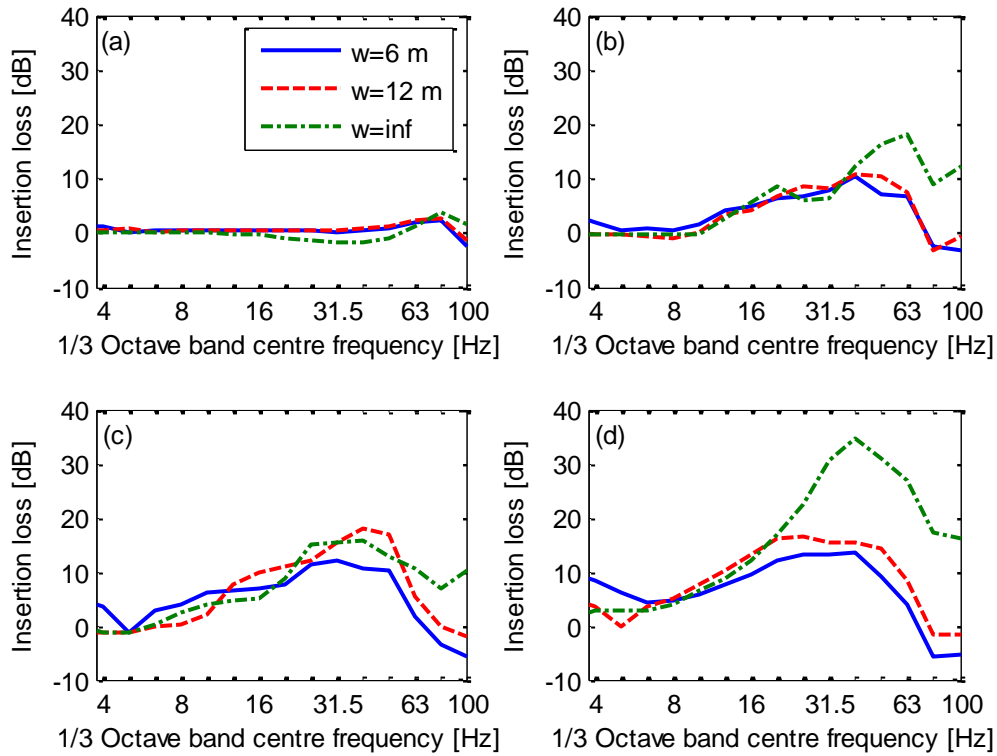 (a)
w=6 m
w=12 m
w=inf
Insertion loss [dB]
40
30
20
10
0
-10
4 8 16 31.5 63 100
1/3 Octave band centre frequency [Hz]
(b)
Insertion loss [dB]
40
30
20
10
0
-10
4 8 16 31.5 63 100
1/3 Octave band centre frequency [Hz]
(c)
Insertion loss [dB]
40
30
20
10
0
-10
4 8 16 31.5 63 100
1/3 Octave band centre frequency [Hz]
(d)
Insertion loss [dB]
40
30
20
10
0
-10
4 8 16 31.5 63 100
1/3 Octave band centre frequency [Hz]